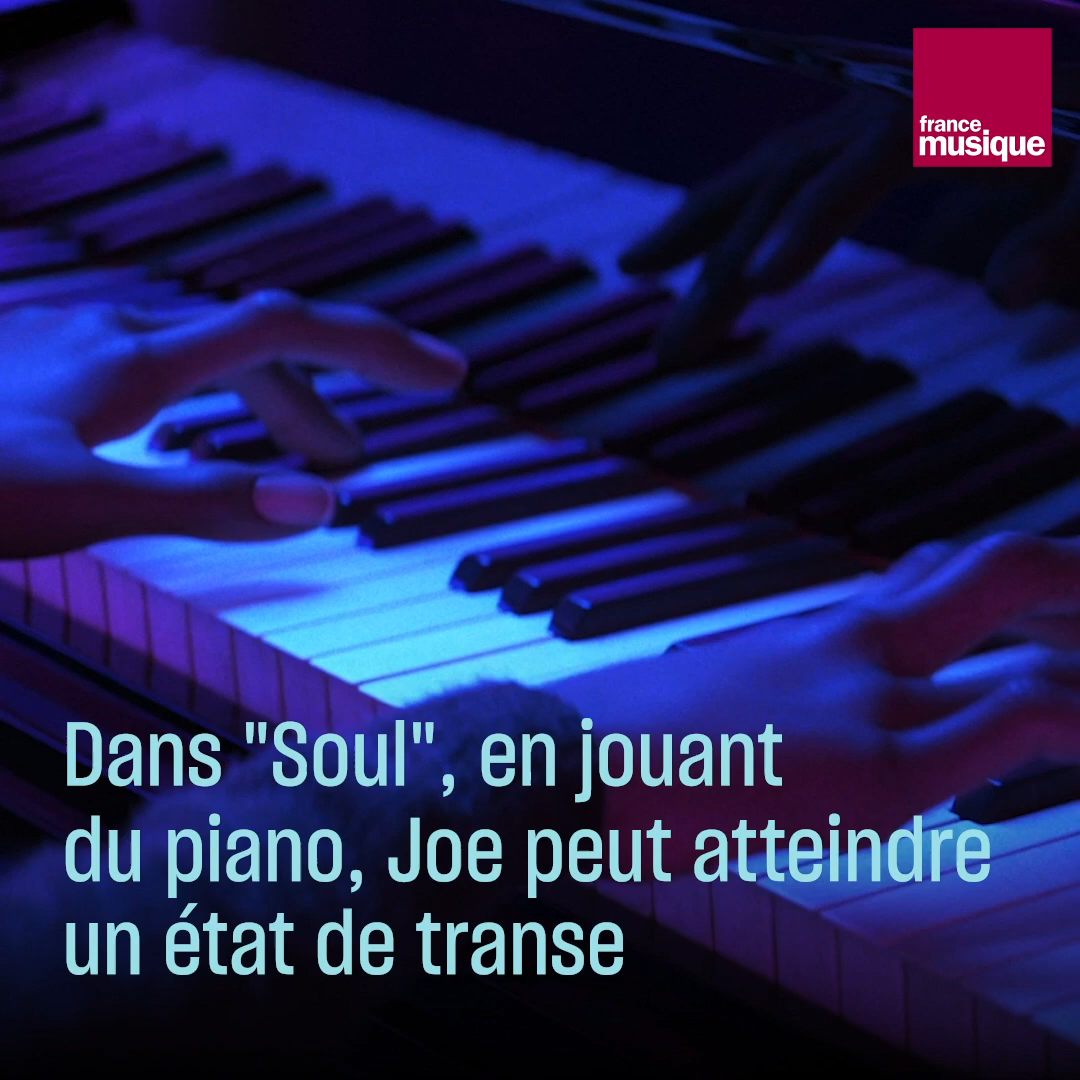 france
musique
Dans "Soul", en jouant
du piano, Joe peut atteindre
un état de transe